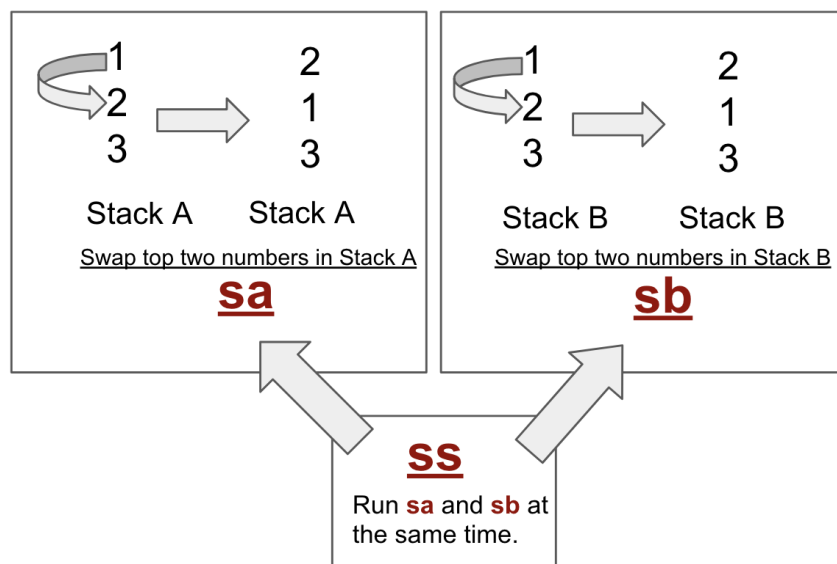 1 2
2 1
3 3
Stack A Stack A
Swap top two numbers in Stack A
sa
1 2
2 1
3 3
Stack B Stack B
Swap top two numbers in Stack B
sb
ss
Run sa and sb at
the same time.